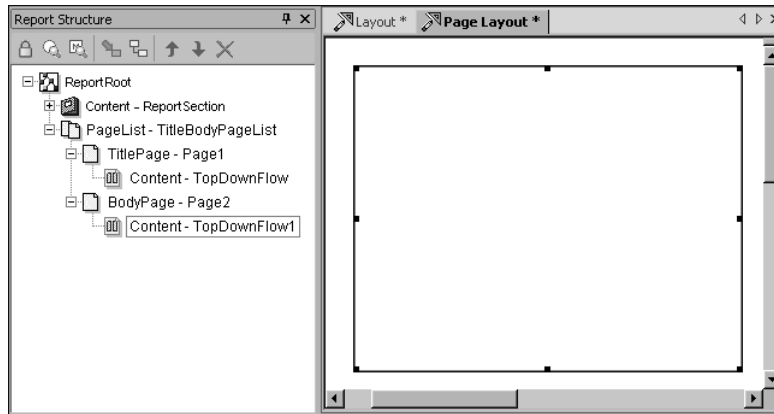 Report Structure
Layout *
Page Layout *
ReportRoot
Content - ReportSection
PageList - TitleBodyPageList
TitlePage - Page1
Content - TopDownFlow
BodyPage - Page2
Content - TopDownFlow1